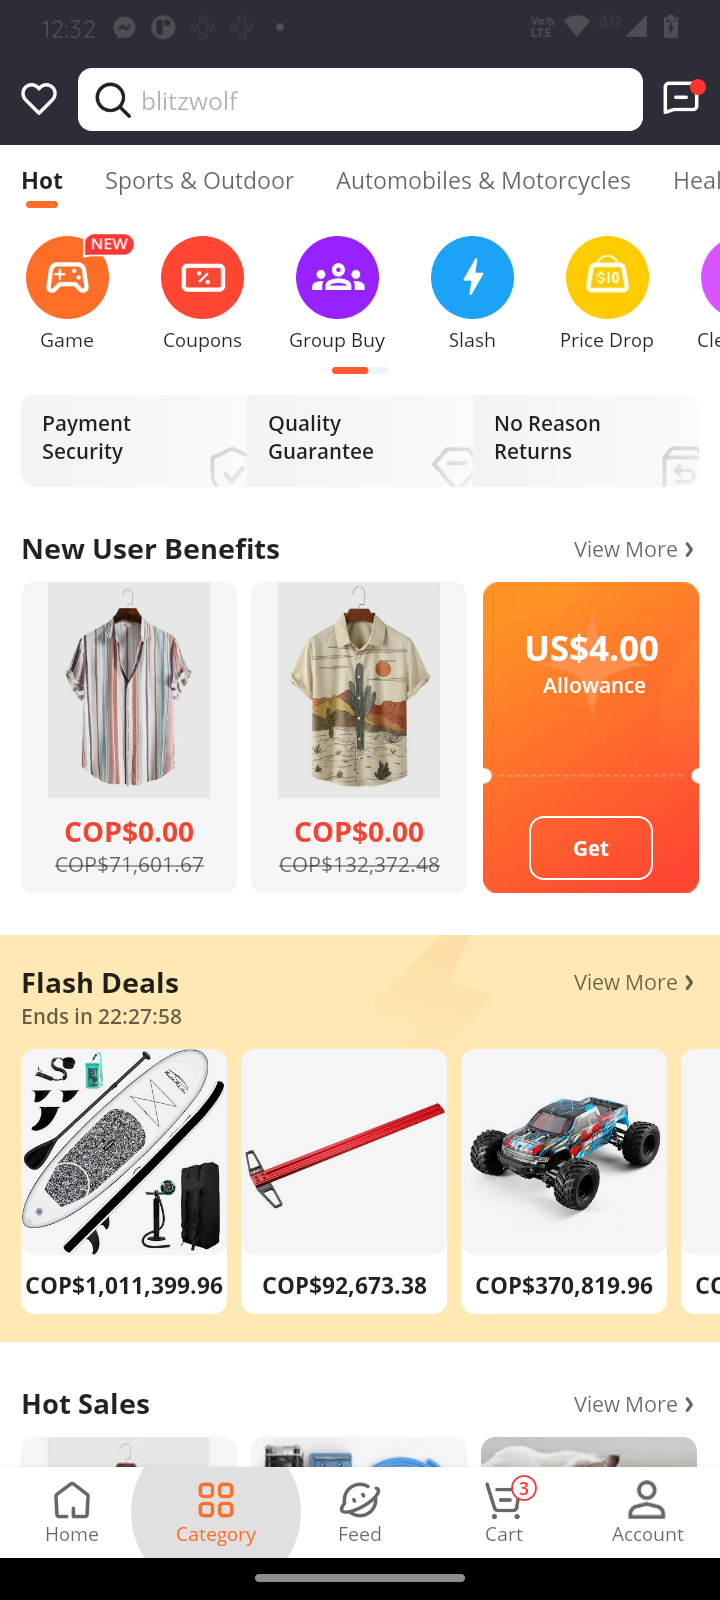 12:32
Vo
LTE
4G
blitzwolf
Hot
Sports & Outdoor
Automobiles & Motorcycles
Heal
NEW
Game
Coupons
Group Buy
Slash
$10
Price Drop
Cle
Payment
Security
Quality
Guarantee
No Reason
Returns
New User Benefits
View More
COP$0.00
COP$71,601.67
COP$0.00
COP$132,372.48
US$4.00
Allowance
Get
Flash Deals
View More
Ends in 22:27:58
COP$1,011,399.96
COP$92,673.38
COP$370,819.96
CO
Hot Sales
View More
Home
Category
Feed
3
Cart
Account